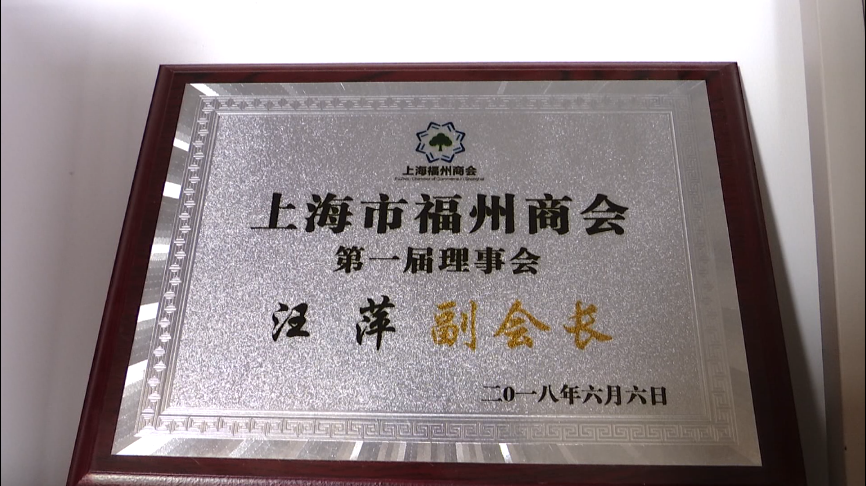 上海福州商会
上海市福州商会
第一届理事会
汪 萍 副会长
二0一八年六月六日